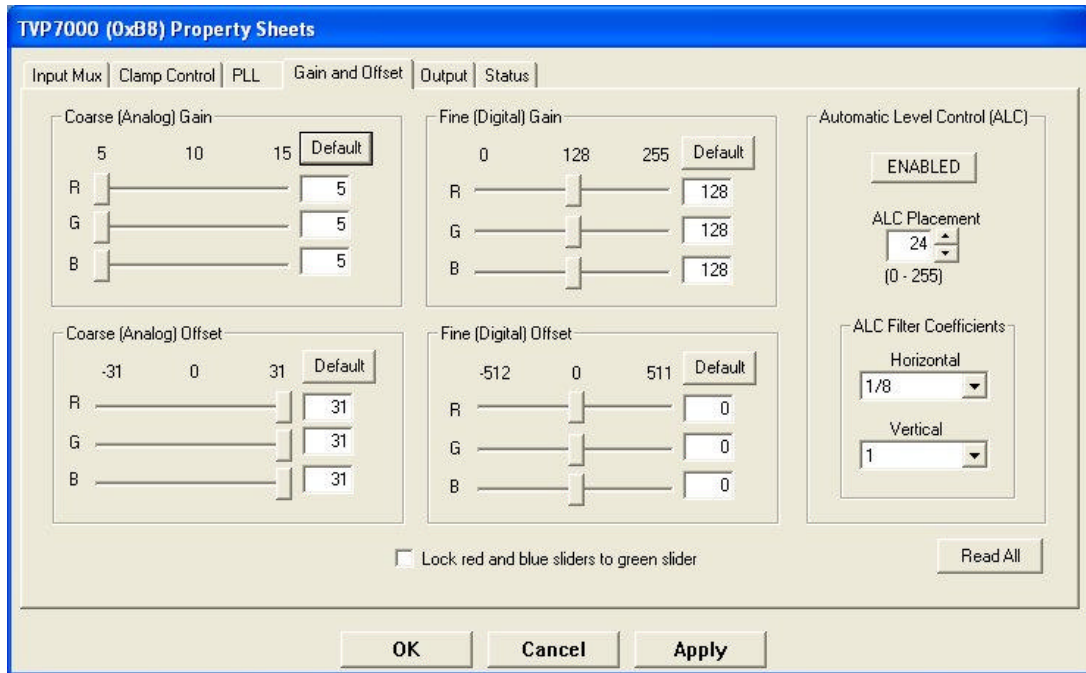 TVP7000 (0xB8) Property Sheets
Input Mux Clamp Control PLL Gain and Offset Output Status
Coarse (Analog) Gain
5 10 15 Default
R 5
G 5
B 5
Fine (Digital) Gain
0 128 255 Default
R 128
G 128
B 128
Automatic Level Control (ALC)
ENABLED
ALC Placement
24
(0 - 255)
Coarse (Analog) Offset
-31 0 31 Default
R 31
G 31
B 31
Fine (Digital) Offset
-512 0 511 Default
R 0
G 0
B 0
ALC Filter Coefficients
Horizontal
1/8
Vertical
1
Lock red and blue sliders to green slider
Read All
OK Cancel Apply